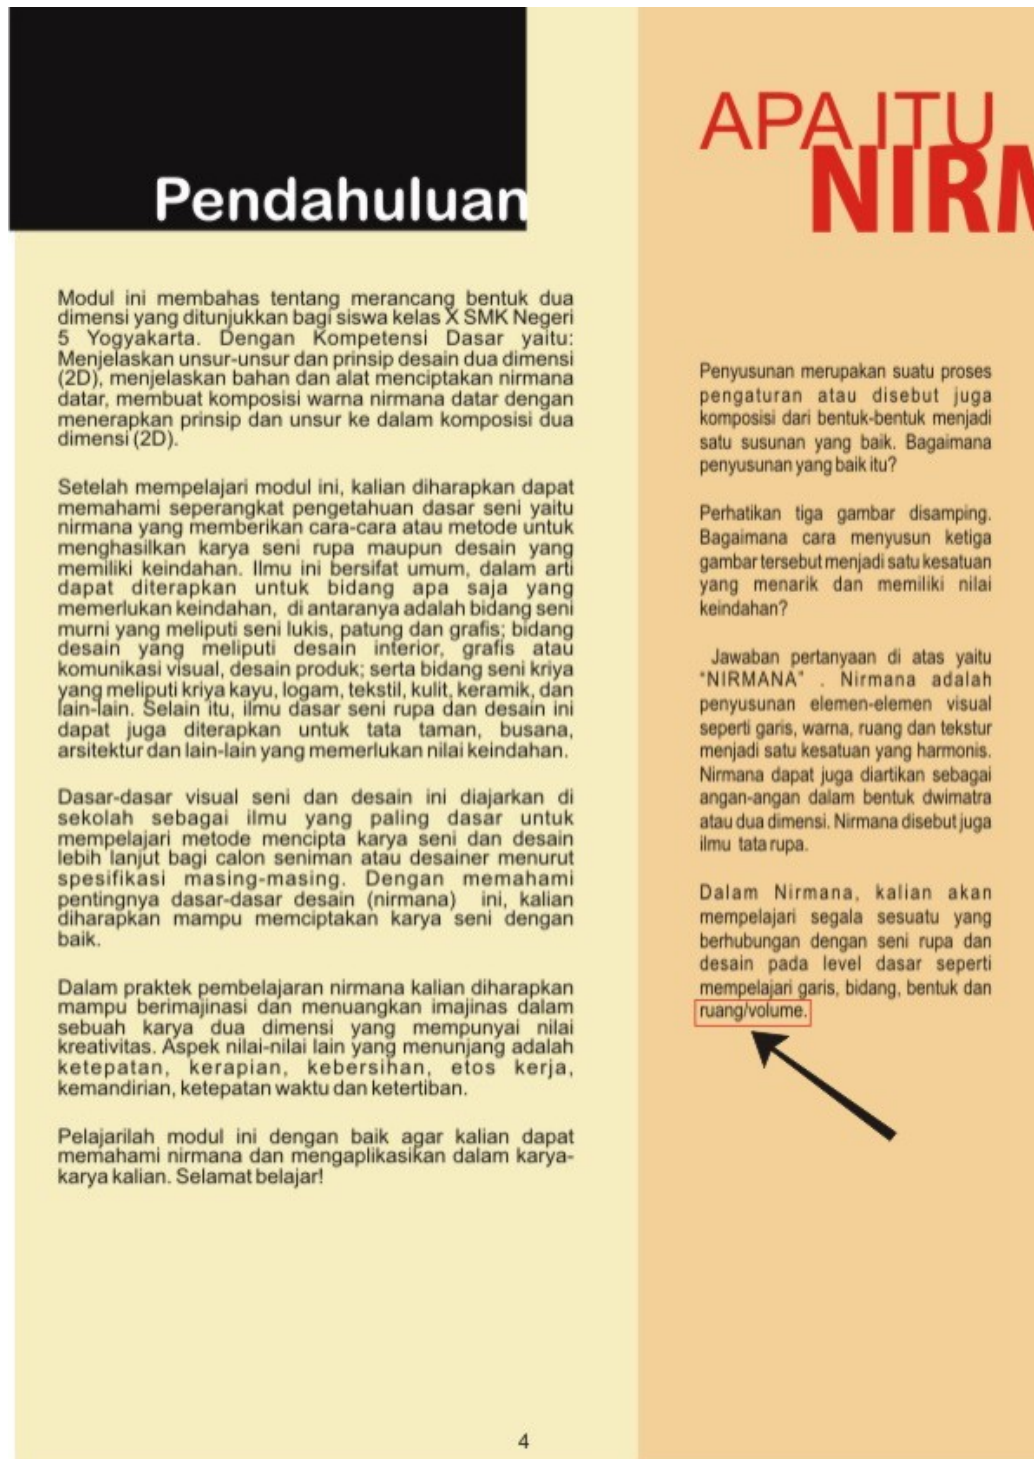 Pendahuluan
Modul ini membahas tentang merancang bentuk dua
dimensi yang ditunjukkan bagi siswa kelas X SMK Negeri
5 Yogyakarta. Dengan Kompetensi Dasar yaitu:
Menjelaskan unsur-unsur dan prinsip desain dua dimensi
(2D), menjelaskan bahan dan alat menciptakan nirmana
datar, membuat komposisi warna nirmana datar dengan
menerapkan prinsip dan unsur ke dalam komposisi dua
dimensi (2D).
Setelah mempelajari modul ini, kalian diharapkan dapat
memahami seperangkat pengetahuan dasar seni yaitu
nirmana yang memberikan cara-cara atau metode untuk
menghasilkan karya seni rupa maupun desain yang
memiliki keindahan. Ilmu ini bersifat umum, dalam arti
dapat diterapkan untuk bidang apa saja yang
memerlukan keindahan, di antaranya adalah bidang seni
murni yang meliputi seni lukis, patung dan grafis; bidang
desain yang meliputi desain interior, grafis atau
komunikasi visual, desain produk; serta bidang seni kriya
yang meliputi kriya kayu, logam, tekstil, kulit, keramik, dan
lain-lain. Selain itu, ilmu dasar seni rupa dan desain ini
dapat juga diterapkan untuk tata taman, busana,
arsitektur dan lain-lain yang memerlukan nilai keindahan.
Dasar-dasar visual seni dan desain ini diajarkan di
sekolah sebagai ilmu yang paling dasar untuk
mempelajari metode mencipta karya seni dan desain
lebih lanjut bagi calon seniman atau desainer menurut
spesifikasi masing-masing. Dengan memahami
pentingnya dasar-dasar desain (nirmana) ini, kalian
diharapkan mampu memciptakan karya seni dengan
baik.
Dalam praktek pembelajaran nirmana kalian diharapkan
mampu berimajinasi dan menuangkan imajinas dalam
sebuah karya dua dimensi yang mempunyai nilai
kreativitas. Aspek nilai-nilai lain yang menunjang adalah
ketepatan, kerapian, kebersihan, etos kerja,
kemandirian, ketepatan waktu dan ketertiban.
Pelajarilah modul ini dengan baik agar kalian dapat
memahami nirmana dan mengaplikasikan dalam karya-
karya kalian. Selamat belajar!
4
APA ITU
NIRM
Penyusunan merupakan suatu proses
pengaturan atau disebut juga
komposisi dari bentuk-bentuk menjadi
satu susunan yang baik. Bagaimana
penyusunan yang baik itu?
Perhatikan tiga gambar disamping.
Bagaimana cara menyusun ketiga
gambar tersebut menjadi satu kesatuan
yang menarik dan memiliki nilai
keindahan?
Jawaban pertanyaan di atas yaitu
"NIRMANA" . Nirmana adalah
penyusunan elemen-elemen visual
seperti garis, warna, ruang dan tekstur
menjadi satu kesatuan yang harmonis.
Nirmana dapat juga diartikan sebagai
angan-angan dalam bentuk dwimatra
atau dua dimensi. Nirmana disebut juga
ilmu tata rupa.
Dalam Nirmana, kalian akan
mempelajari segala sesuatu yang
berhubungan dengan seni rupa dan
desain pada level dasar seperti
mempelajari garis, bidang, bentuk dan
ruang/volume.